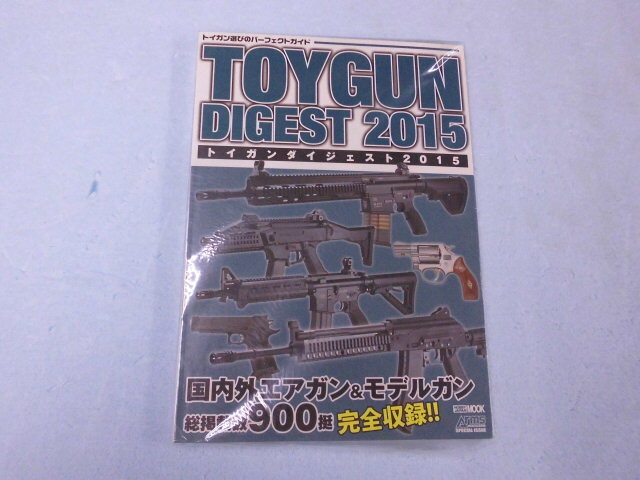 トイガン選びのパーフェクトガイド
TOYGUN
DIGEST 2015
トイガンダイジェスト2015
国内外エアガン&モデルガン
900挺 完全収録!!
MOOK
Arms
SPECIAL ISSUE